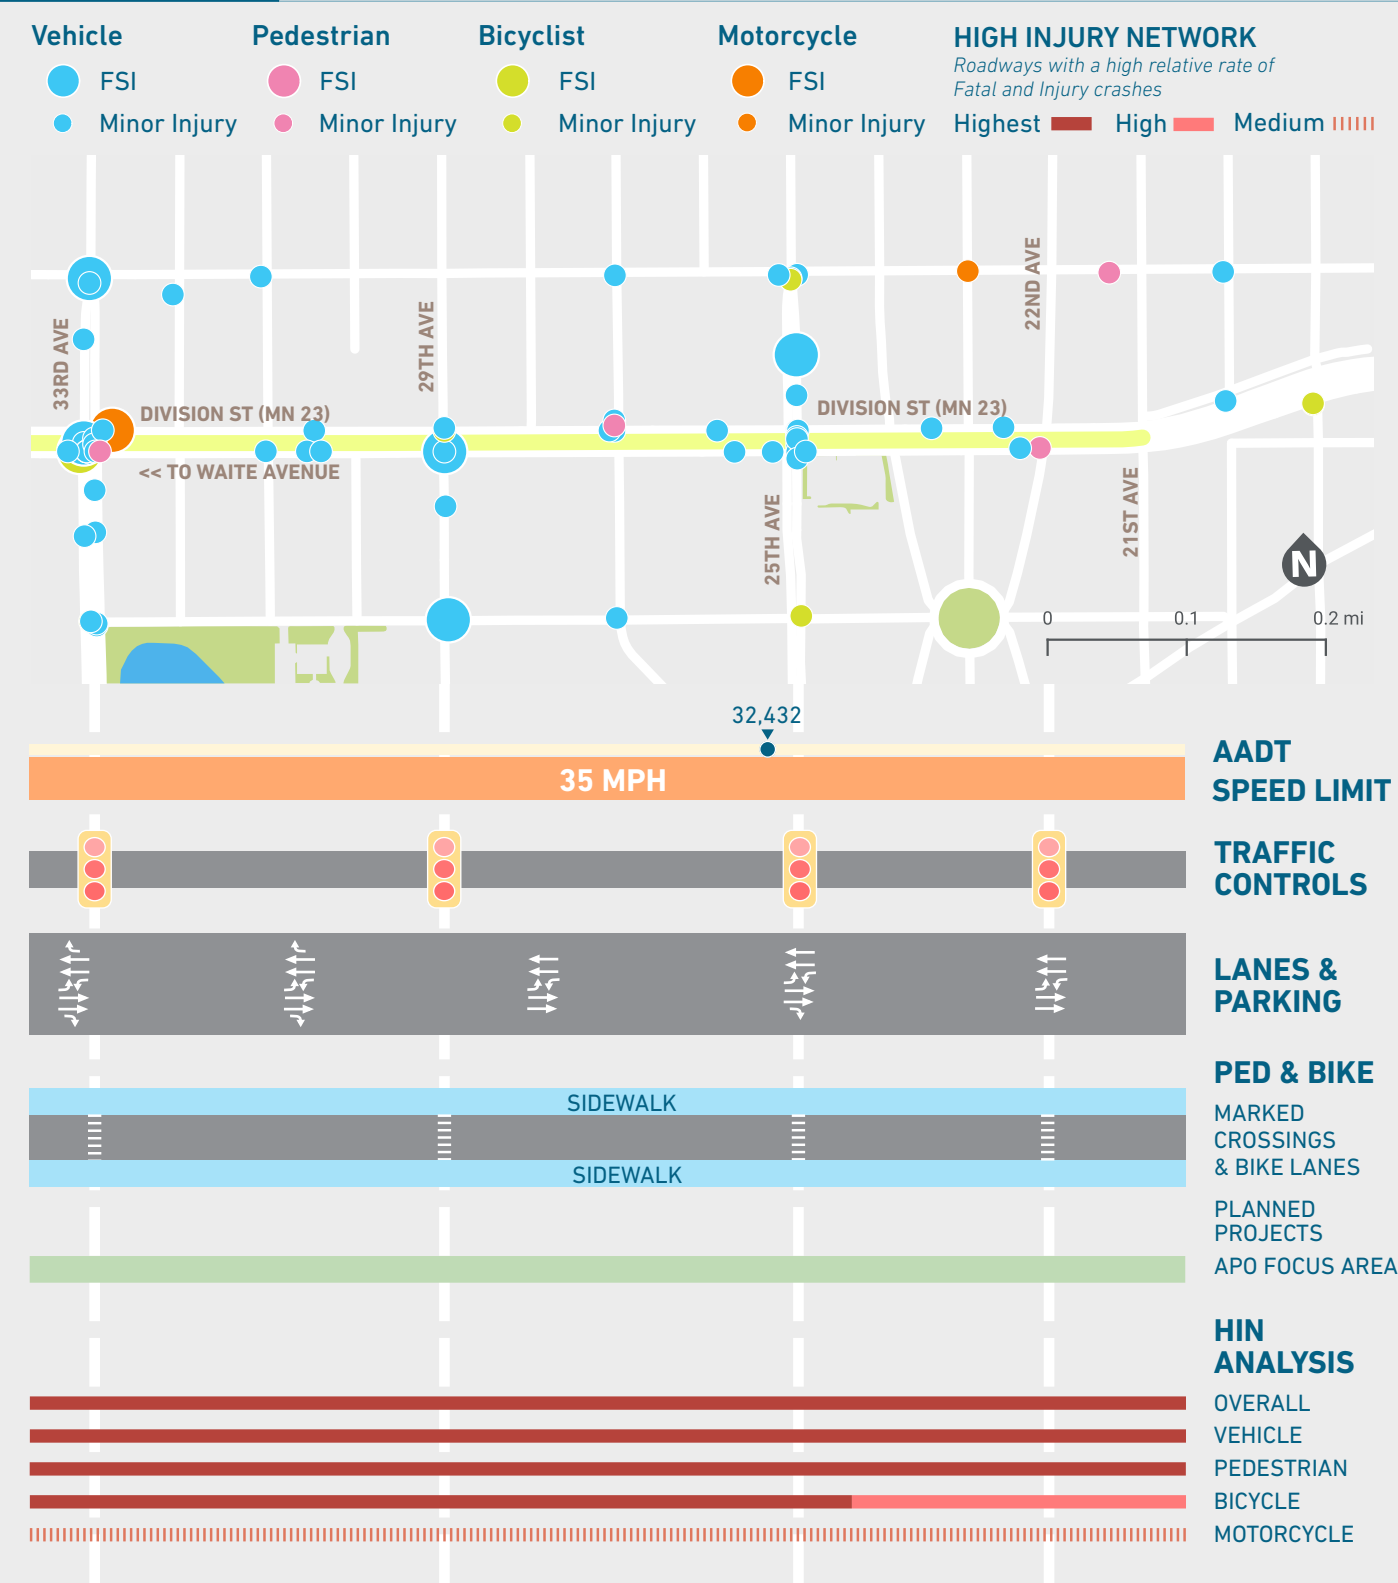 Vehicle
Pedestrian
Bicyclist
Motorcycle
HIGH INJURY NETWORK
Roadways with a high relative rate of
Fatal and Injury crashes
FSI
FSI
FSI
FSI
Minor Injury
Minor Injury
Minor Injury
Minor Injury
Highest
High
Medium
33RD AVE
29TH AVE
22ND AVE
DIVISION ST (MN 23)
DIVISION ST (MN 23)
<< TO WAITE AVENUE
25TH AVE
21ST AVE
N
0
0.1
0.2 mi
32,432
AADT
35 MPH
SPEED LIMIT
TRAFFIC
CONTROLS
LANES &
PARKING
PED & BIKE
SIDEWALK
MARKED
CROSSINGS
& BIKE LANES
SIDEWALK
PLANNED
PROJECTS
APO FOCUS AREA
HIN
ANALYSIS
OVERALL
VEHICLE
PEDESTRIAN
BICYCLE
MOTORCYCLE